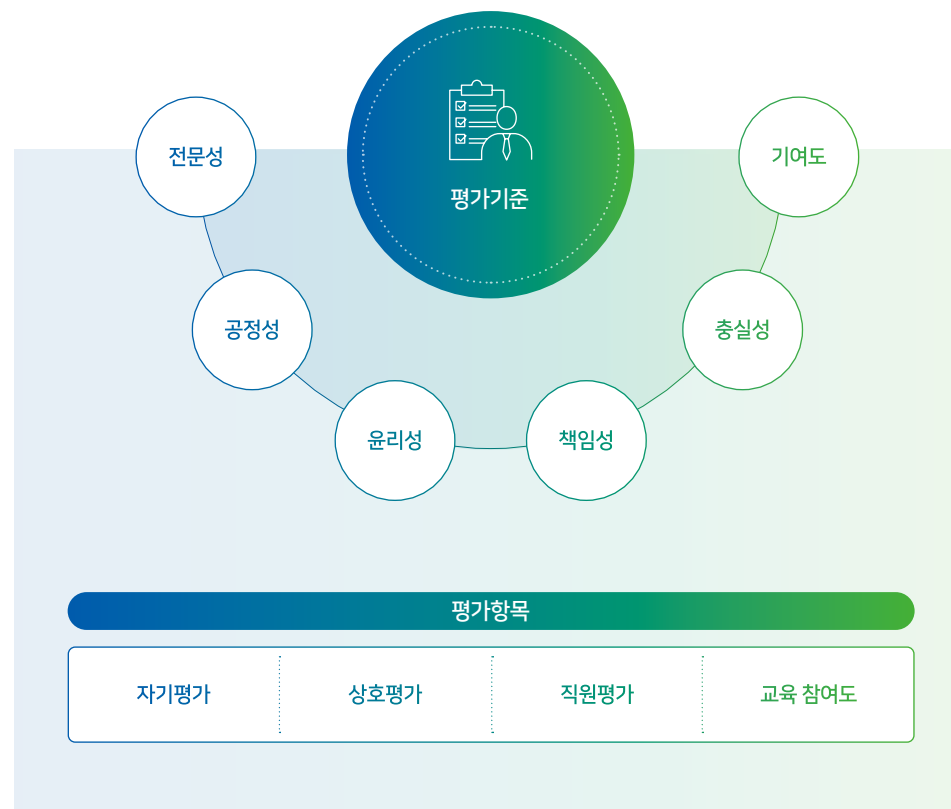 평가기준
전문성
공정성
윤리성
책임성
충실성
기여도
평가항목
자기평가
상호평가
직원평가
교육 참여도